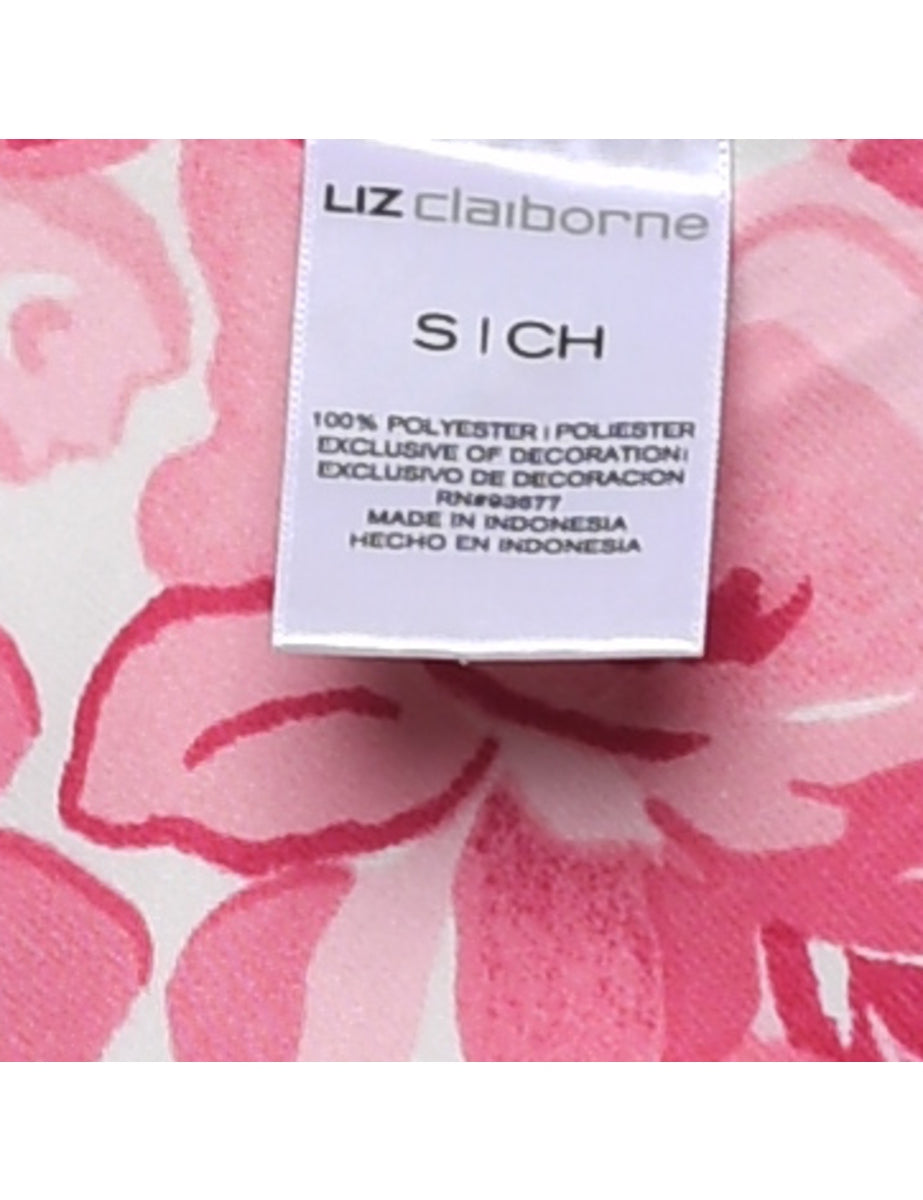 LIZ claiborne
S | CH
100% POLYESTER | POLIESTER
EXCLUSIVE OF DECORATION |
EXCLUSIVO DE DECORACION
RN#93677
MADE IN INDONESIA
HECHO EN INDONESIA